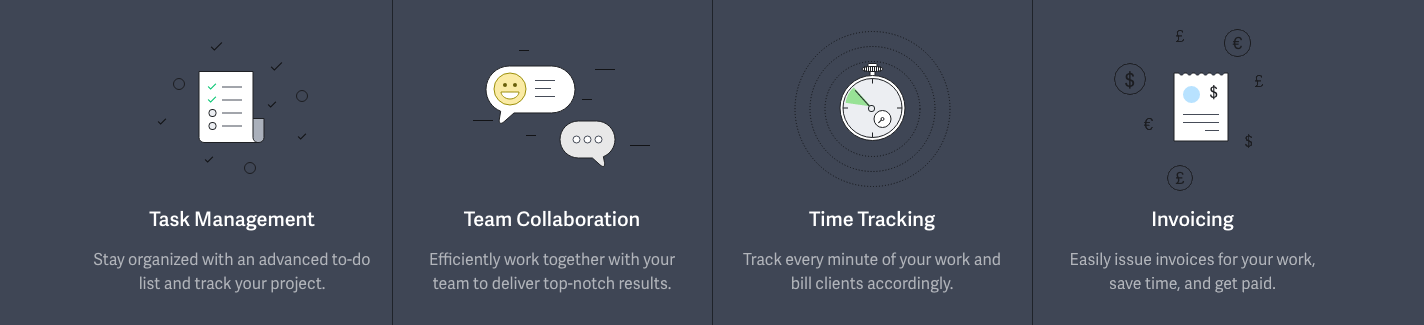 £
€
$
£
$
€
$
£
Task Management
Stay organized with an advanced to-do
list and track your project.
Team Collaboration
Efficiently work together with your
team to deliver top-notch results.
Time Tracking
Track every minute of your work and
bill clients accordingly.
Invoicing
Easily issue invoices for your work,
save time, and get paid.